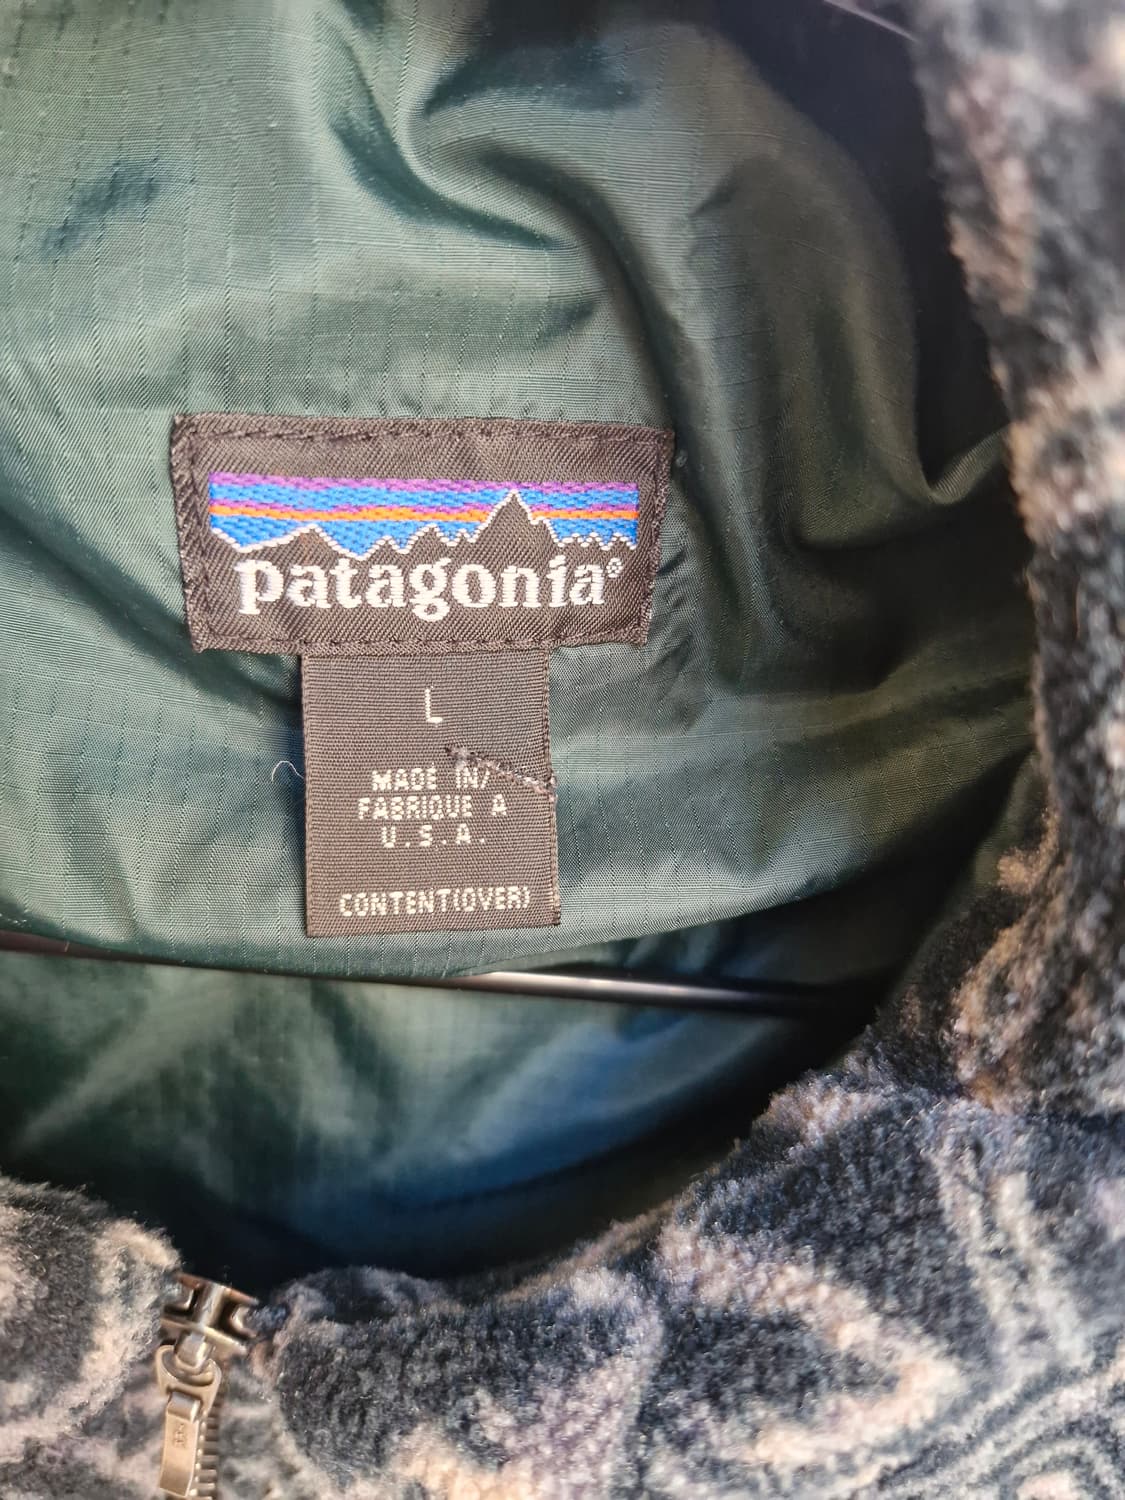 patagonia®
L
MADE IN/
FABRIQUE A
U.S.A.
CONTENT(OVER)